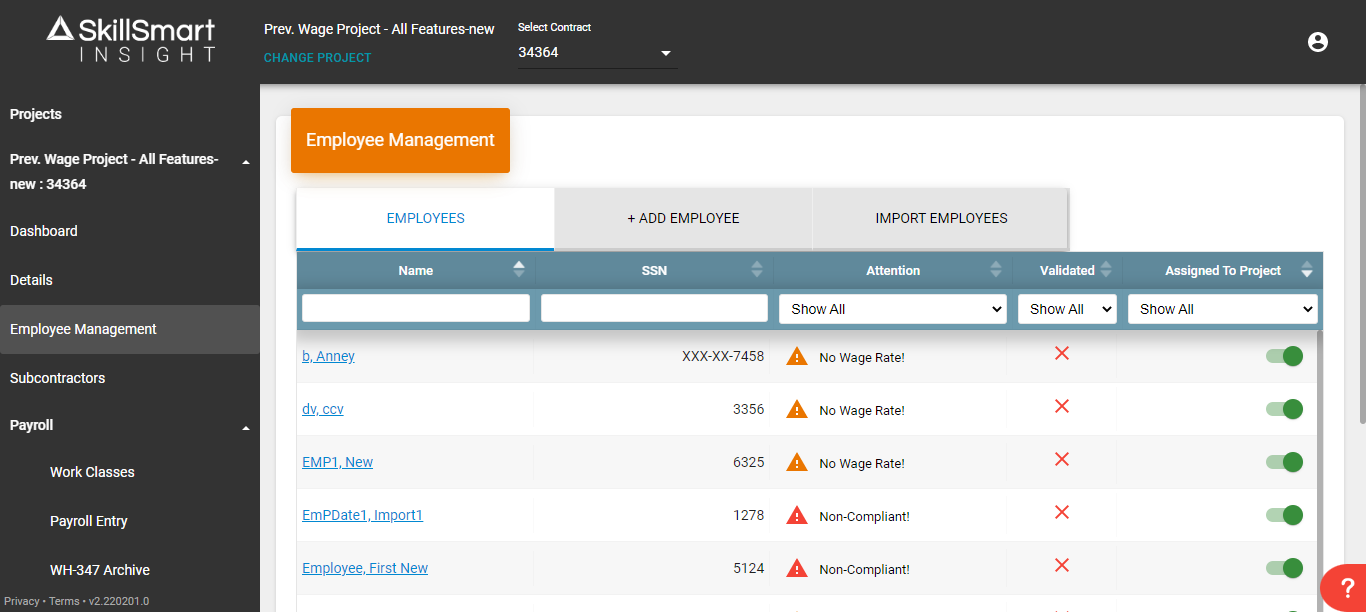 SkillSmart
INSIGHT
Prev. Wage Project - All Features-new
CHANGE PROJECT
Select Contract
34364
Projects
Prev. Wage Project - All Features-
new : 34364
Dashboard
Details
Employee Management
Subcontractors
Payroll
Work Classes
Payroll Entry
WH-347 Archive
Privacy • Terms • v2.220201.0
Employee Management
EMPLOYEES + ADD EMPLOYEE IMPORT EMPLOYEES
Name SSN Attention Validated Assigned To Project
Show All Show All Show All
b, Anney XXX-XX-7458 No Wage Rate!
dv, ccv 3356 No Wage Rate!
EMP1, New 6325 No Wage Rate!
EmPDate1, Import1 1278 Non-Compliant!
Employee, First New 5124 Non-Compliant!
?